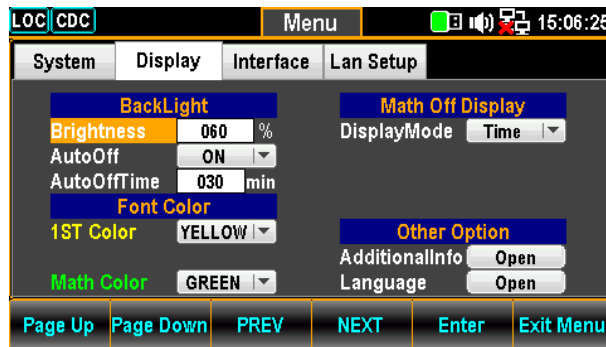 LOC CDC Menu 15:06:25
System Display Interface Lan Setup
BackLight
Brightness 060 %
AutoOff ON
AutoOffTime 030 min
Font Color
1ST Color YELLOW
Math Color GREEN
Math Off Display
DisplayMode Time
Other Option
AdditionalInfo Open
Language Open
Page Up Page Down PREV NEXT Enter Exit Menu